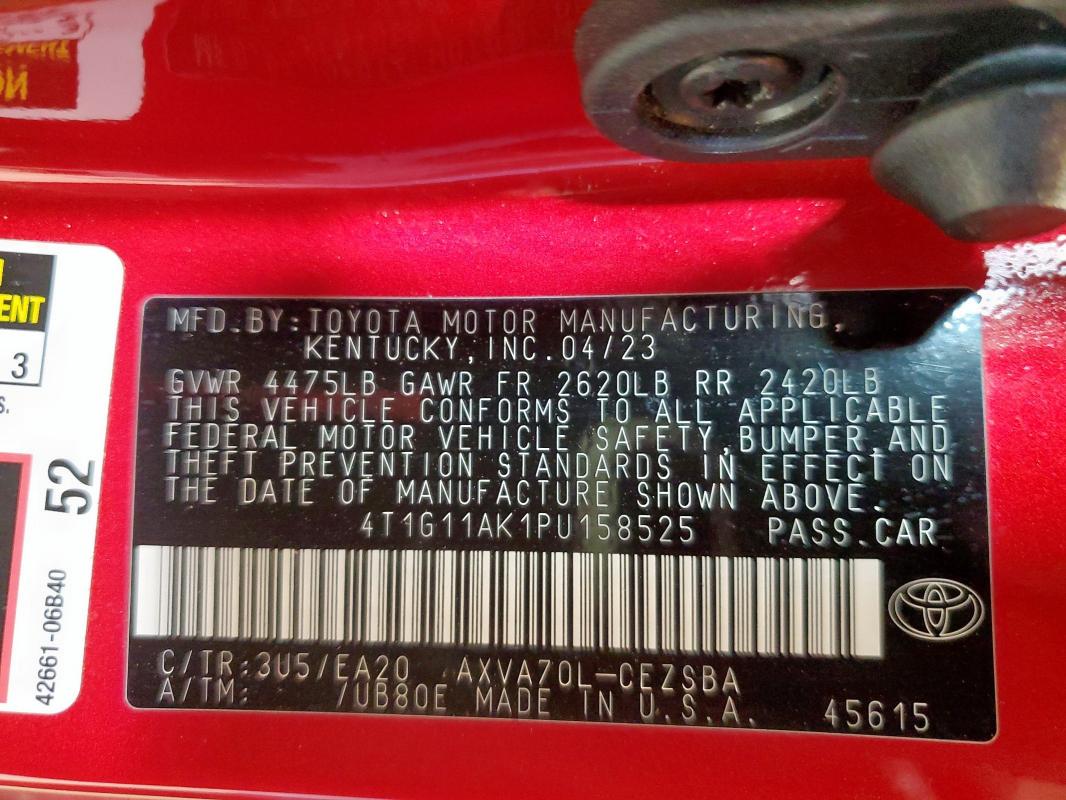 MFD.BY:TOYOTA MOTOR MANUFACTURING,
KENTUCKY,INC.04/23
GVWR 4475LB GAWR FR 2620LB RR 2420LB
THIS VEHICLE CONFORMS TO ALL APPLICABLE
FEDERAL MOTOR VEHICLE SAFETY,BUMPER,AND
THEFT PREVENTION STANDARDS IN EFFECT ON
THE DATE OF MANUFACTURE SHOWN ABOVE.
4T1G11AK1PU158525 PASS.CAR
C/TR:3U5/EA20 AXVA70L-CEZSBA
A/TM: /UB80E MADE IN U.S.A. 45615
ENT
3
S.
52
42661-06B40